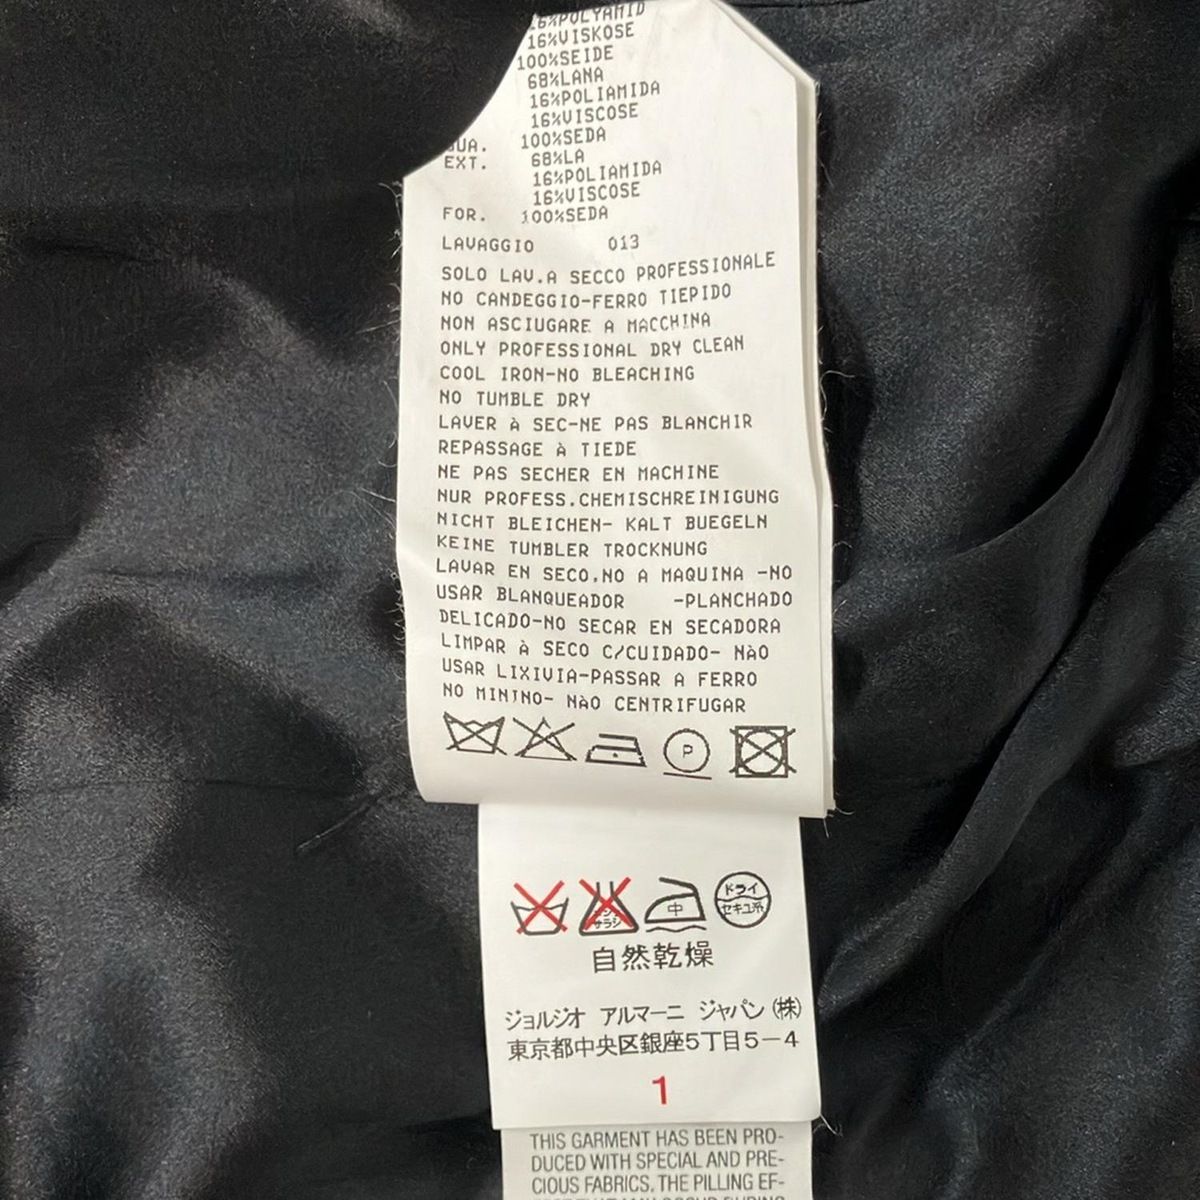 16%POLYAMID
16%VISKOSE
100%SEIDE
68%LANA
16%POLIAMIDA
16%VISCOSE
100%SEDA
EXT. 68%LA
16%POLIAMIDA
16%VISCOSE
FOR. 100%SEDA
LAVAGGIO 013
SOLO LAV.A SECCO PROFESSIONALE
NO CANDEGGIO-FERRO TIEPIDO
NON ASCIUGARE A MACCHINA
ONLY PROFESSIONAL DRY CLEAN
COOL IRON-NO BLEACHING
NO TUMBLE DRY
LAVER à SEC-NE PAS BLANCHIR
REPASSAGE à TIEDE
NE PAS SECHER EN MACHINE
NUR PROFESS.CHEMISCHREINIGUNG
NICHT BLEICHEN- KALT BUEGELN
KEINE TUMBLER TROCKNUNG
LAVAR EN SECO.NO A MAQUINA -NO
USAR BLANQUEADOR -PLANCHADO
DELICADO-NO SECAR EN SECADORA
LIMPAR à SECO C/CUIDADO- NàO
USAR LIXIVIA-PASSAR A FERRO
NO MININO- NàO CENTRIFUGAR
P
中 ドライ
サラシ セキユ系
自然乾燥
ジョルジオ アルマーニ ジャパン(株)
東京都中央区銀座5丁目5-4
1
THIS GARMENT HAS BEEN PRO-
DUCED WITH SPECIAL AND PRE-
CIOUS FABRICS. THE PILLING EF-